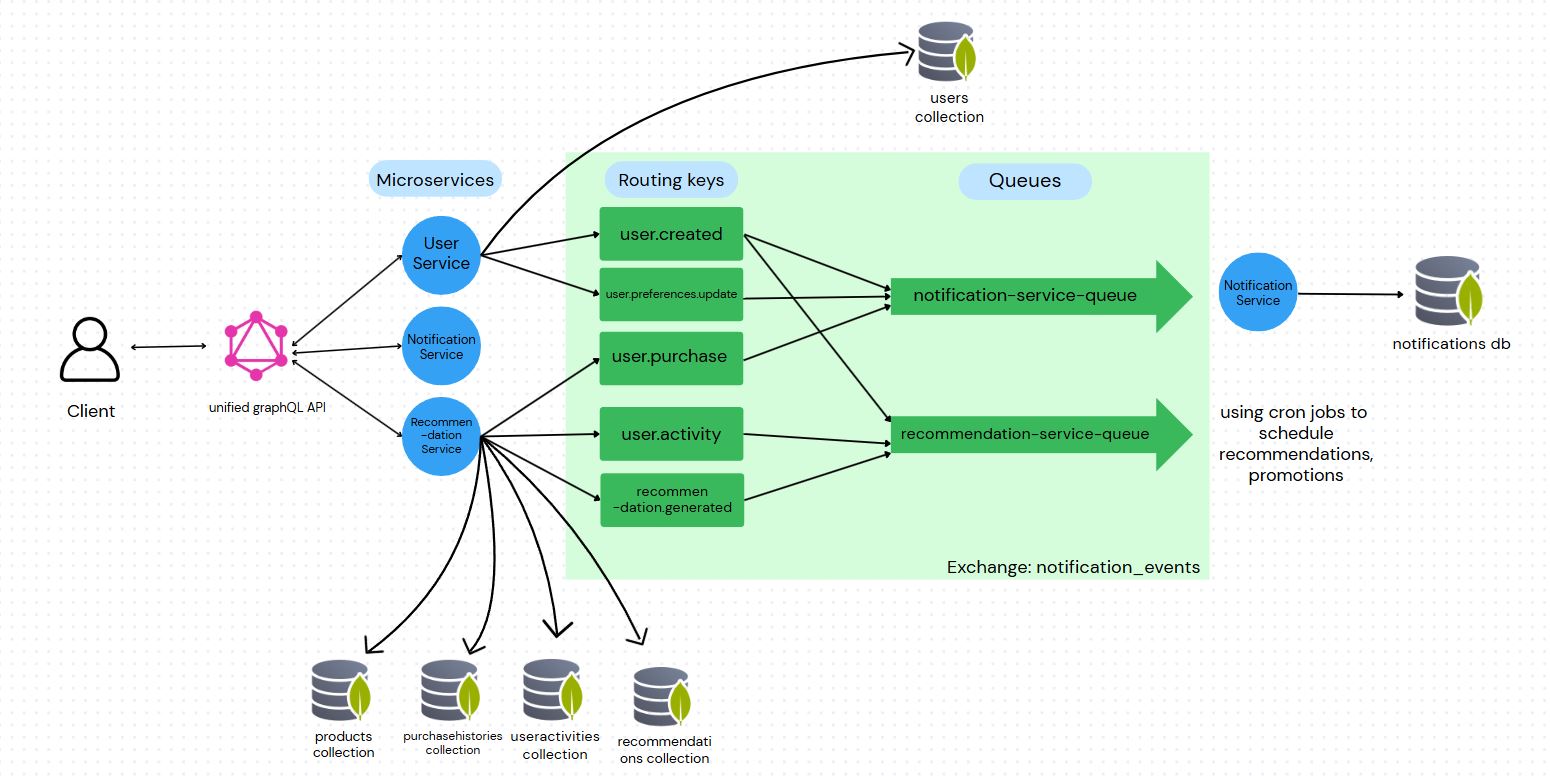 users
collection
Microservices
Routing keys
Queues
User
Service
user.created
user.preferences.update
notification-service-queue
Notification
Service
notifications db
Notification
Service
user.purchase
Client
unified graphQL API
Recommen
-dation
Service
user.activity
recommendation-service-queue
using cron jobs to
schedule
recommendations,
promotions
recommen
-dation.generated
Exchange: notification_events
products
collection
purchasehistories
collection
useractivities
collection
recommendati
ons collection